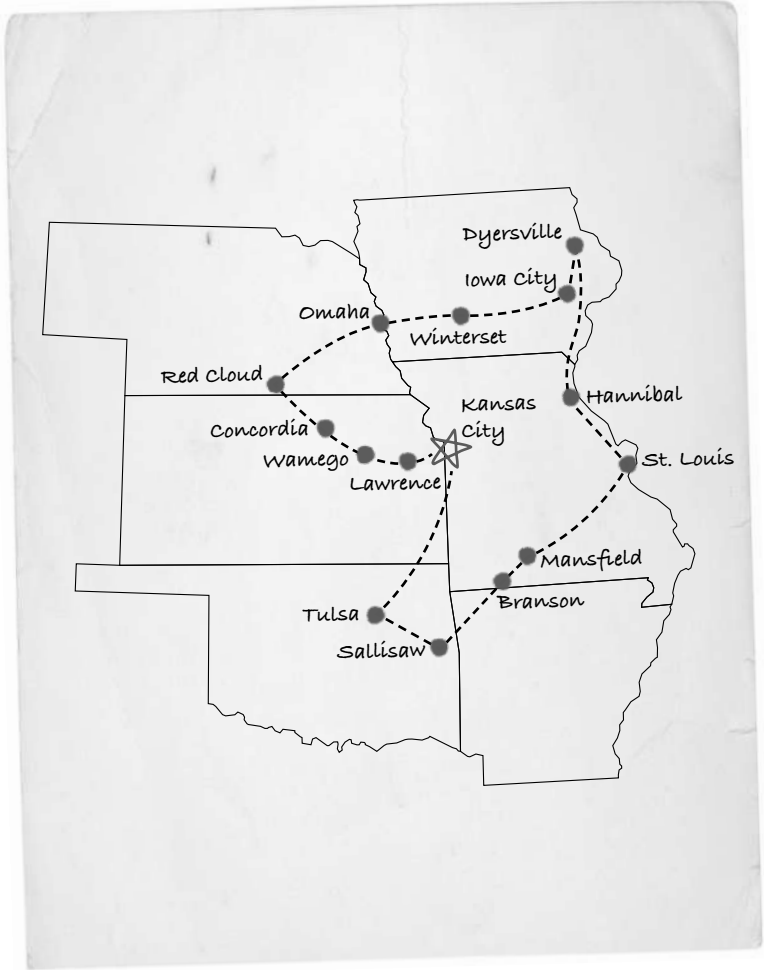 Dyersville
Iowa City
Omaha
Winterset
Red Cloud
Hannibal
Kansas
City
Concordia
Wamego
St. Louis
Lawrence
Mansfield
Branson
Tulsa
Sallisaw